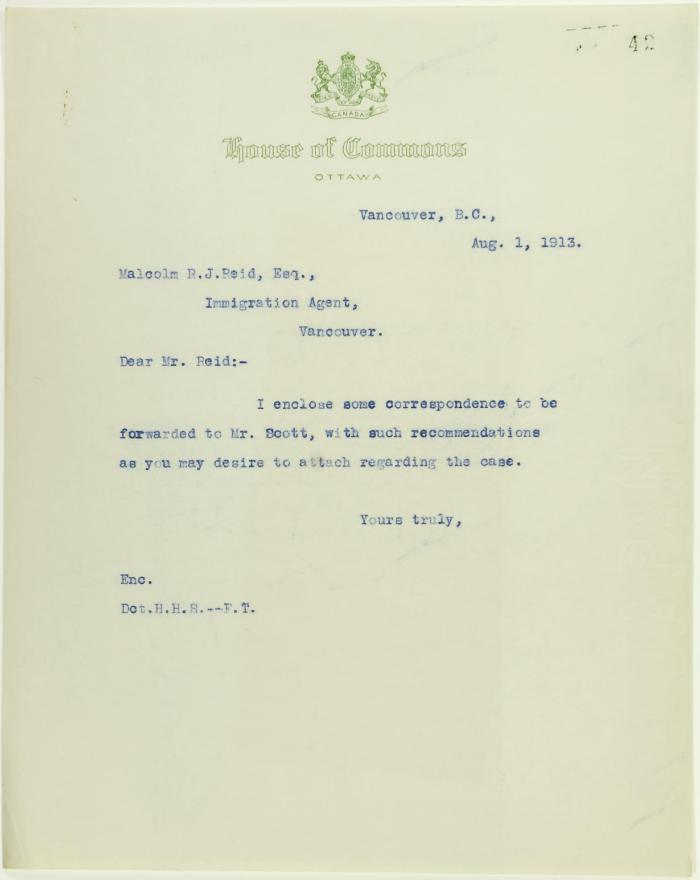 42
CANADA
House of Commons
OTTAWA
Vancouver, B.C.,
Aug. 1, 1913.
Malcolm R.J.Reid, Esq.,
Immigration Agent,
Vancouver.
Dear Mr. Reid:-
I enclose some correspondence to be
forwarded to Mr. Scott, with such recommendations
as you may desire to attach regarding the case.
Yours truly,
Enc.
Dct.H.H.S.--F.T.